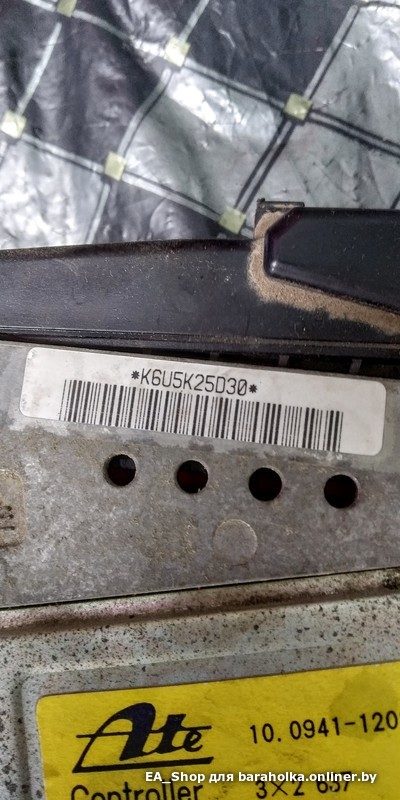 *K6U5K25D30*
Ate
10.0941-120
Controller
EA_Shop для baraholka.onliner.by